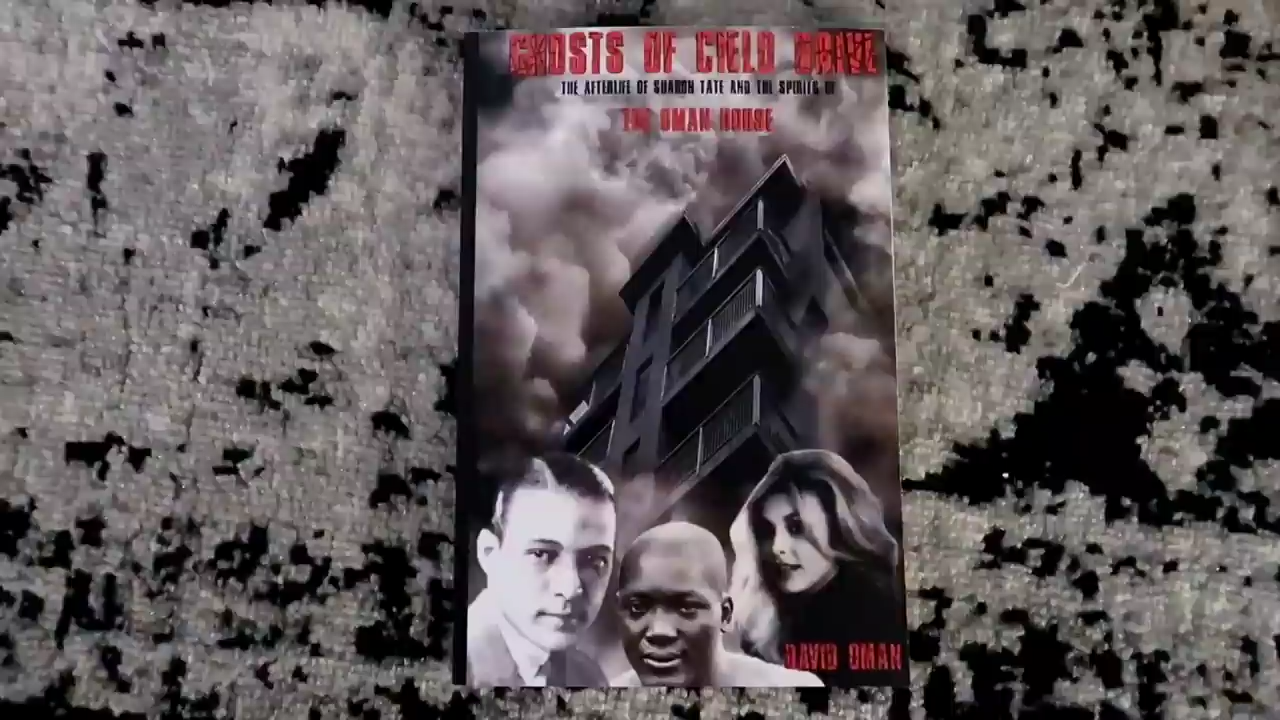 GHOSTS OF CIELO DRIVE
THE AFTERLIFE OF SHARON TATE AND THE SPIRITS OF
THE OMAN HOUSE
DAVID OMAN